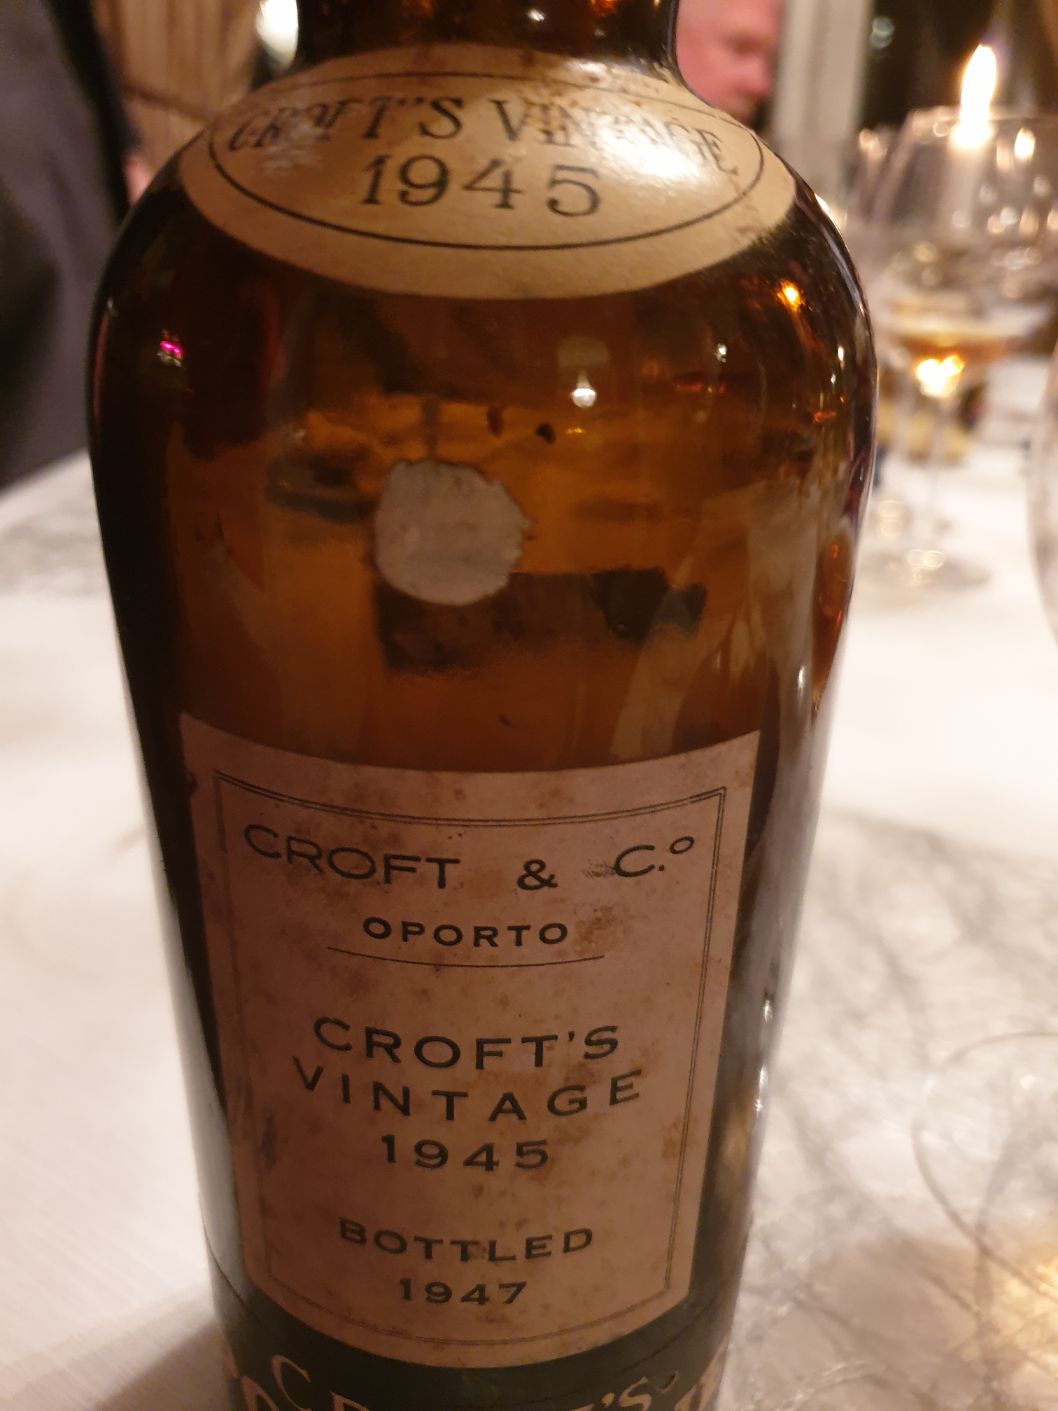 CROFT'S VINTAGE
1945
CROFT & C.º
OPORTO
CROFT'S
VINTAGE
1945
BOTTLED
1947